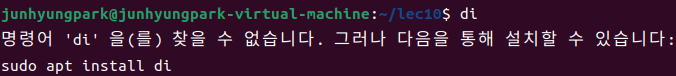 junhyungpark@junhyungpark-virtual-machine:~/lec10$ di
명령어 'di' 을(를) 찾을 수 없습니다. 그러나 다음을 통해 설치할 수 있습니다:
sudo apt install di